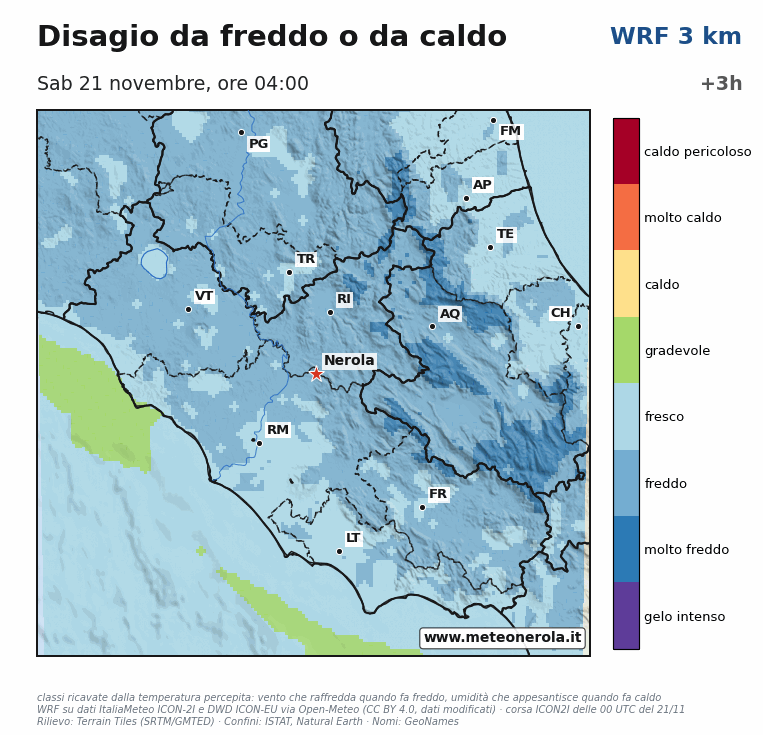 Disagio da freddo o da caldo
WRF 3 km
Sab 21 novembre, ore 04:00
+3h
FM
PG
AP
TE
TR
VT
RI
AQ
CH
Nerola
RM
FR
LT
www.meteonerola.it
caldo pericoloso
molto caldo
caldo
gradevole
fresco
freddo
molto freddo
gelo intenso
classi ricavate dalla temperatura percepita: vento che raffredda quando fa freddo, umidità che appesantisce quando fa caldo
WRF su dati ItaliaMeteo ICON-2I e DWD ICON-EU via Open-Meteo (CC BY 4.0, dati modificati) · corsa ICON2I delle 00 UTC del 21/11
Rilievo: Terrain Tiles (SRTM/GMTED) · Confini: ISTAT, Natural Earth · Nomi: GeoNames